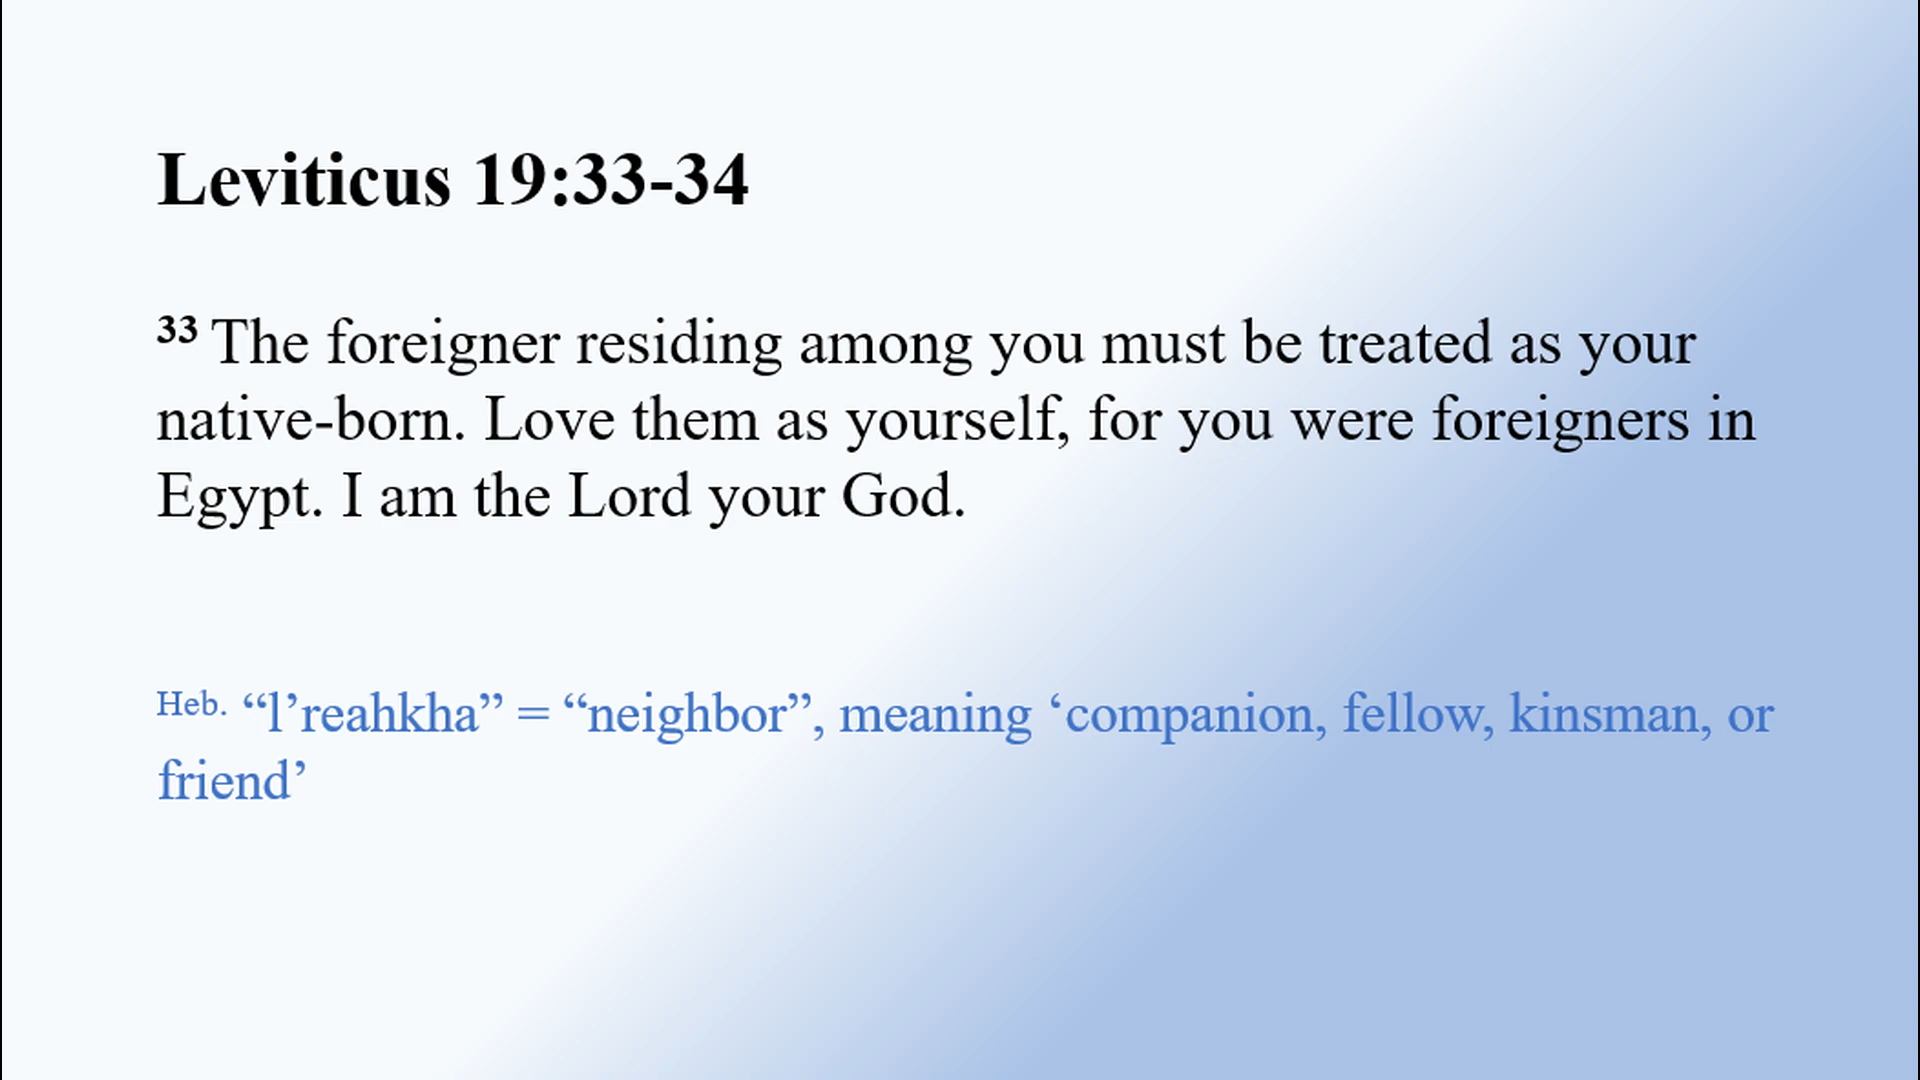 Leviticus 19:33-34
33 The foreigner residing among you must be treated as your
native-born. Love them as yourself, for you were foreigners in
Egypt. I am the Lord your God.
Heb. “l’reahkha” = “neighbor”, meaning ‘companion, fellow, kinsman, or
friend’